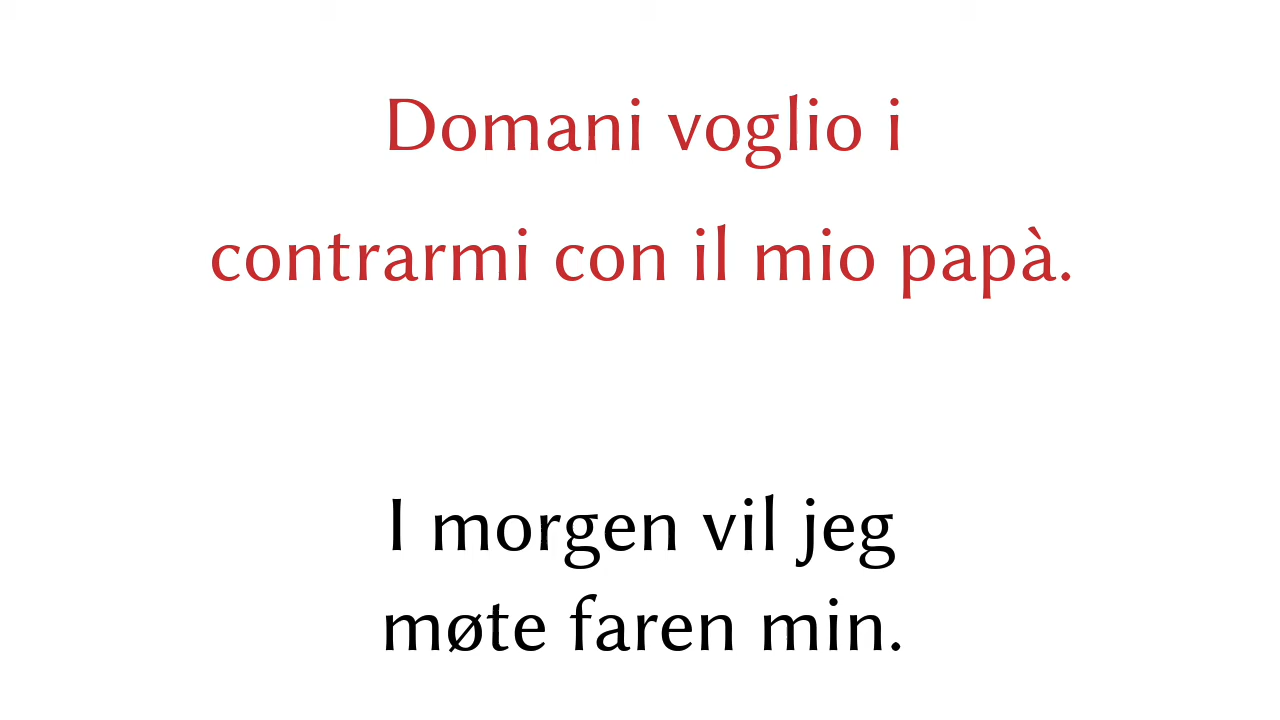 Domani voglio i
contrarmi con il mio papà.
I morgen vil jeg
møte faren min.